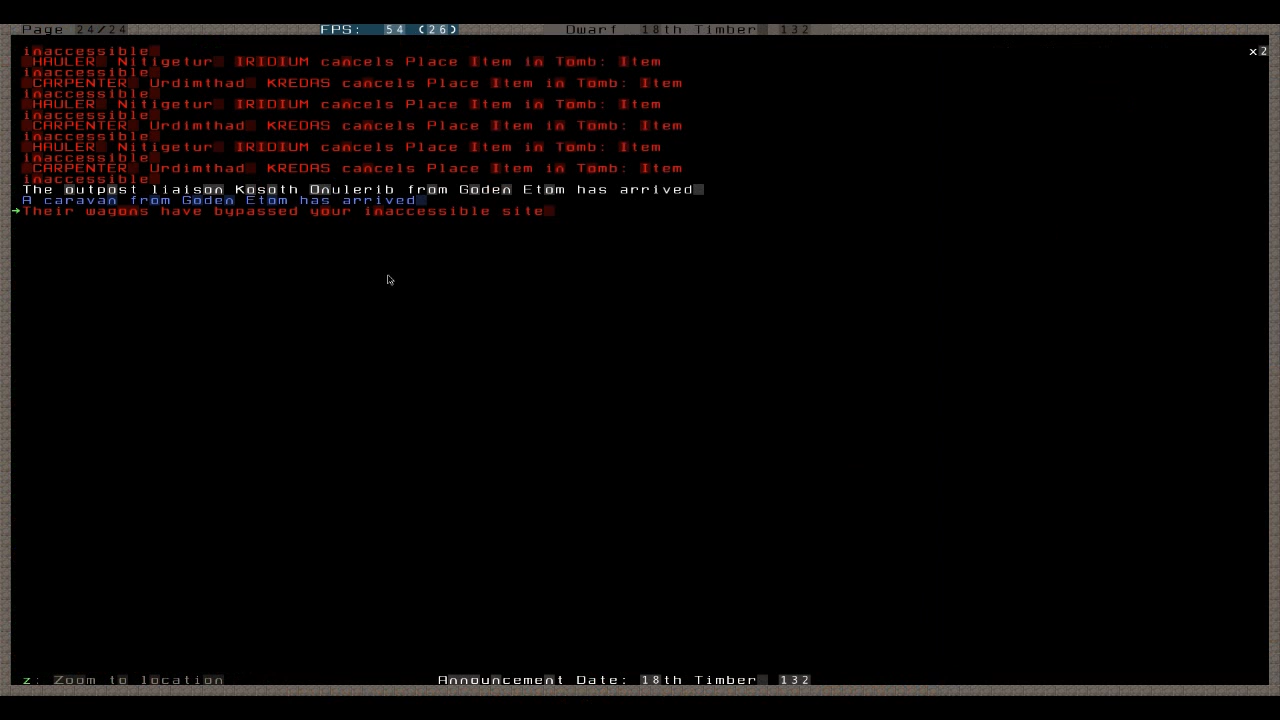 Page 24/24 FPS: 54 (26) Dwarf 18th Timber 132
inaccessible
x2
HAULER Nitigetur IRIDIUM cancels Place Item in Tomb: Item
inaccessible
CARPENTER Urdimthad KREDAS cancels Place Item in Tomb: Item
inaccessible
HAULER Nitigetur IRIDIUM cancels Place Item in Tomb: Item
inaccessible
CARPENTER Urdimthad KREDAS cancels Place Item in Tomb: Item
inaccessible
HAULER Nitigetur IRIDIUM cancels Place Item in Tomb: Item
inaccessible
CARPENTER Urdimthad KREDAS cancels Place Item in Tomb: Item
inaccessible
The outpost liaison Kosoth Onulerib from Goden Etom has arrived
A caravan from Goden Etom has arrived
Their wagons have bypassed your inaccessible site
z: Zoom to location Announcement Date: 18th Timber 132